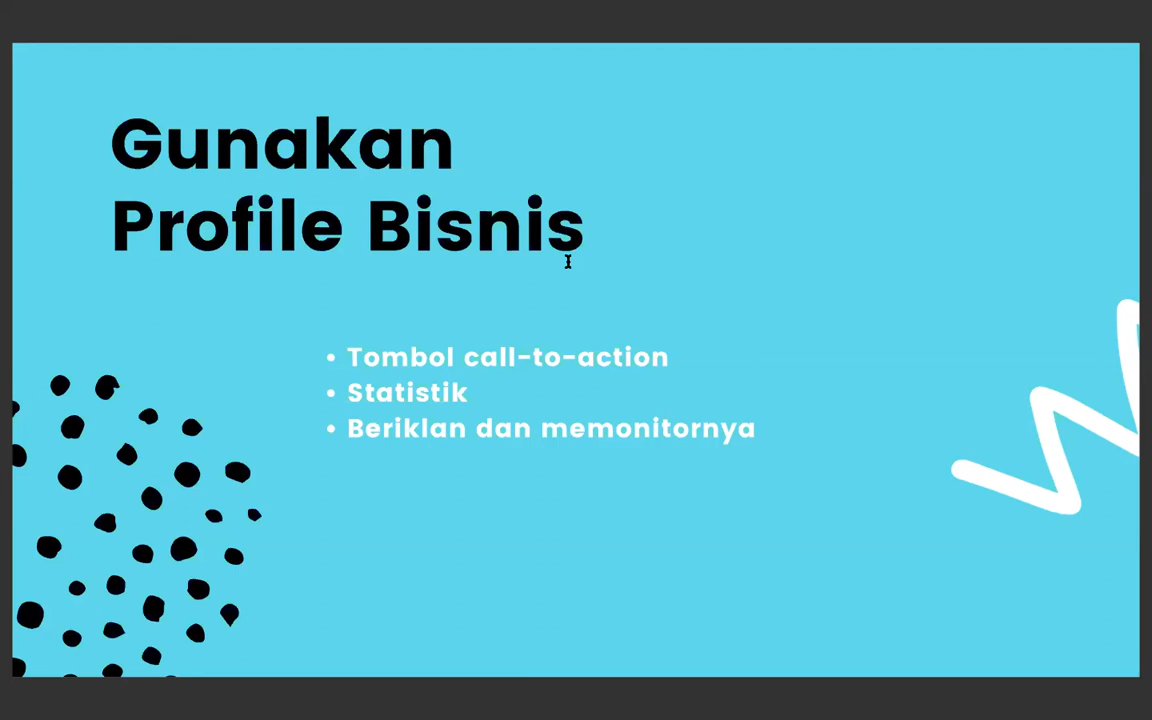 Gunakan
Profile Bisnis
• Tombol call-to-action
• Statistik
• Beriklan dan memonitornya